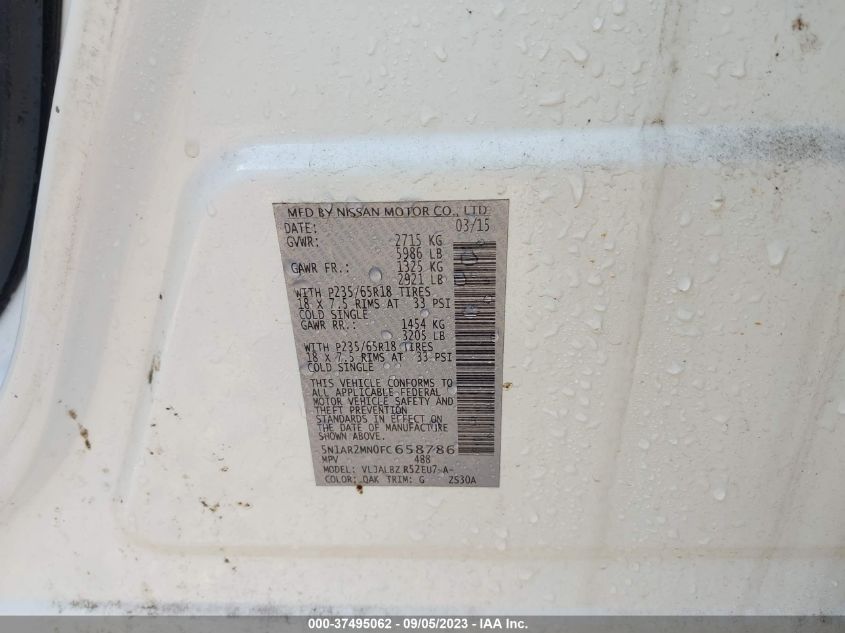 MFD BY NISSAN MOTOR CO., LTD
DATE: 03/15
GVWR: 2715 KG
5986 LB
GAWR FR.: 1325 KG
2921 LB
WITH P235/65R18 TIRES
18 X 7.5 RIMS AT 33 PSI
COLD SINGLE
GAWR RR.: 1454 KG
3205 LB
WITH P235/65R18 TIRES
18 X 7.5 RIMS AT 33 PSI
COLD SINGLE
THIS VEHICLE CONFORMS TO
ALL APPLICABLE FEDERAL
MOTOR VEHICLE SAFETY AND
THEFT PREVENTION
STANDARDS IN EFFECT ON
THE DATE OF MANUFACTURE
SHOWN ABOVE.
5N1AR2MN0FC658786
MPV 488
MODEL: VLJALBZ R52EU7-A-
COLOR: QAK TRIM: G ZS30A
000-37495062 - 09/05/2023 - IAA Inc.